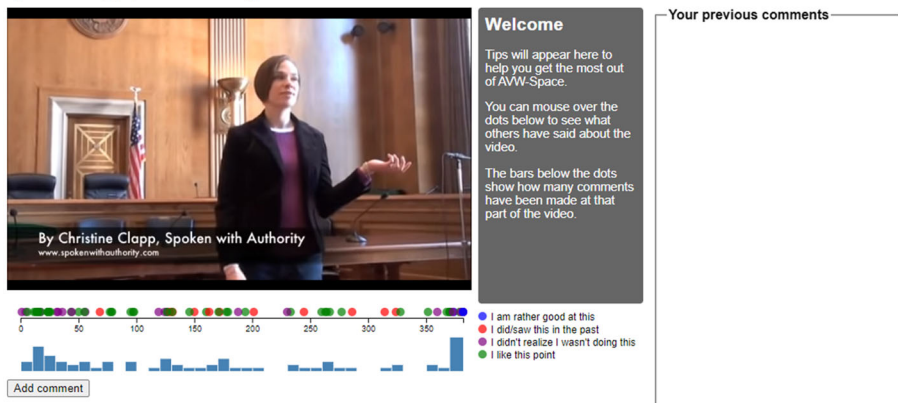 Welcome
Tips will appear here to
help you get the most out
of AVW-Space.
You can mouse over the
dots below to see what
others have said about the
video.
The bars below the dots
show how many comments
have been made at that
part of the video.
Your previous comments
By Christine Clapp, Spoken with Authority
www.spokenwithauthority.com
0 50 100 150 200 250 300 350
I am rather good at this
I did/saw this in the past
I didn't realize I wasn't doing this
I like this point
Add comment